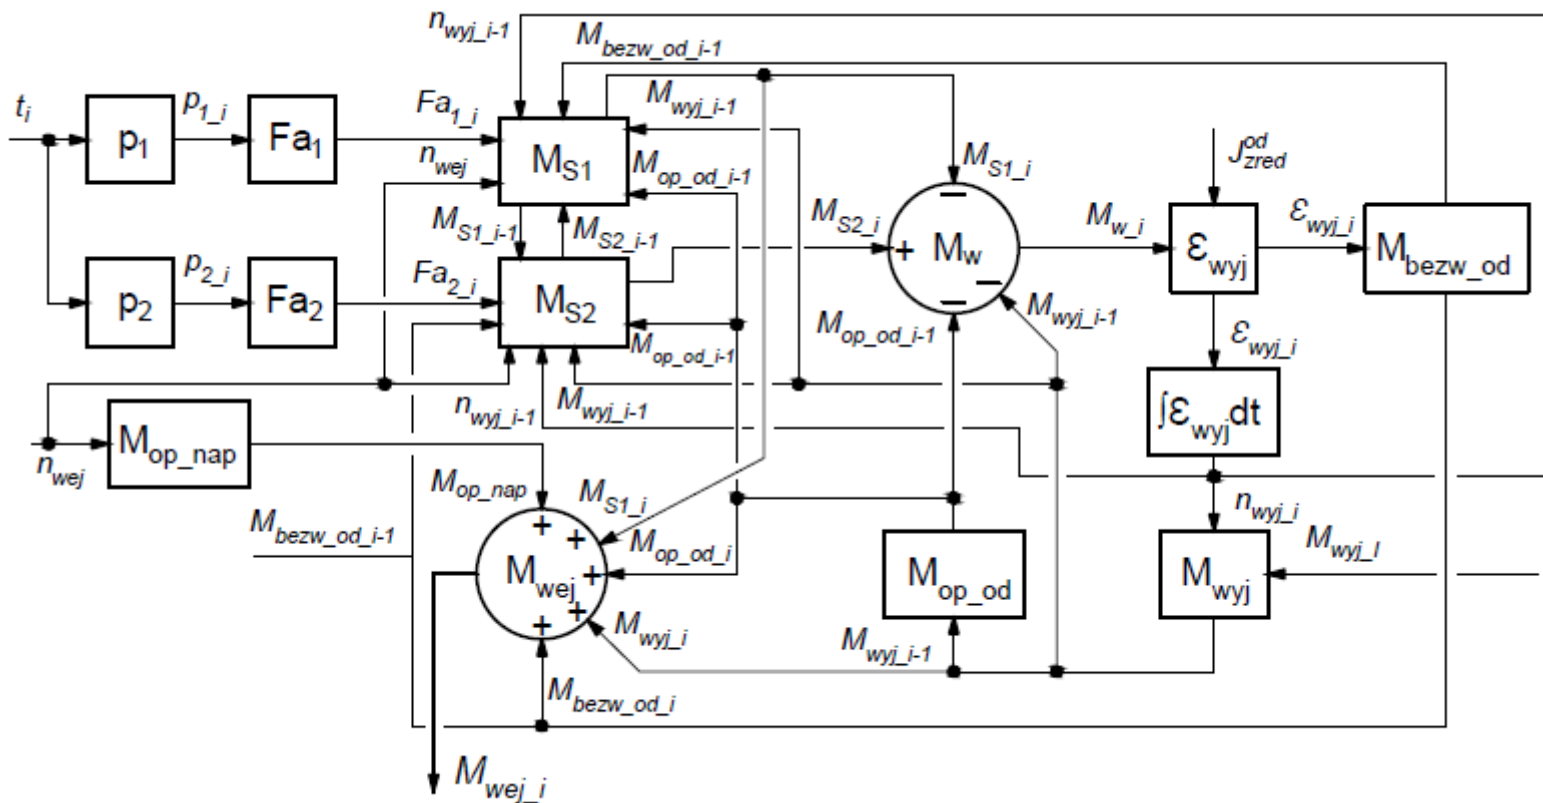 n_wyj_i-1
M_bezw_od_i-1
t_i
p_1_i
Fa_1_i
M_wyj_i-1
p_1
Fa_1
M_S1
n_wej
M_op_od_i-1
M_S1_i
J_zred^od
M_S1_i-1
M_S2_i-1
M_S2_i
M_w
M_w_i
ε_wyj
ε_wyj_i
M_bezw_od
p_2_i
Fa_2_i
p_2
Fa_2
M_S2
M_op_od_i-1
M_op_od_i-1
M_wyj_i-1
ε_wyj_i
n_wyj_i-1
M_wyj_i-1
∫ε_wyj dt
n_wej
M_op_nap
M_op_nap
M_S1_i
n_wyj_i
M_bezw_od_i-1
M_op_od_i
M_wyj_I
M_wej
M_op_od
M_wyj
M_wyj_i
M_wyj_i-1
M_bezw_od_i
M_wej_i
+
−
−
−
+
+
+
+
+